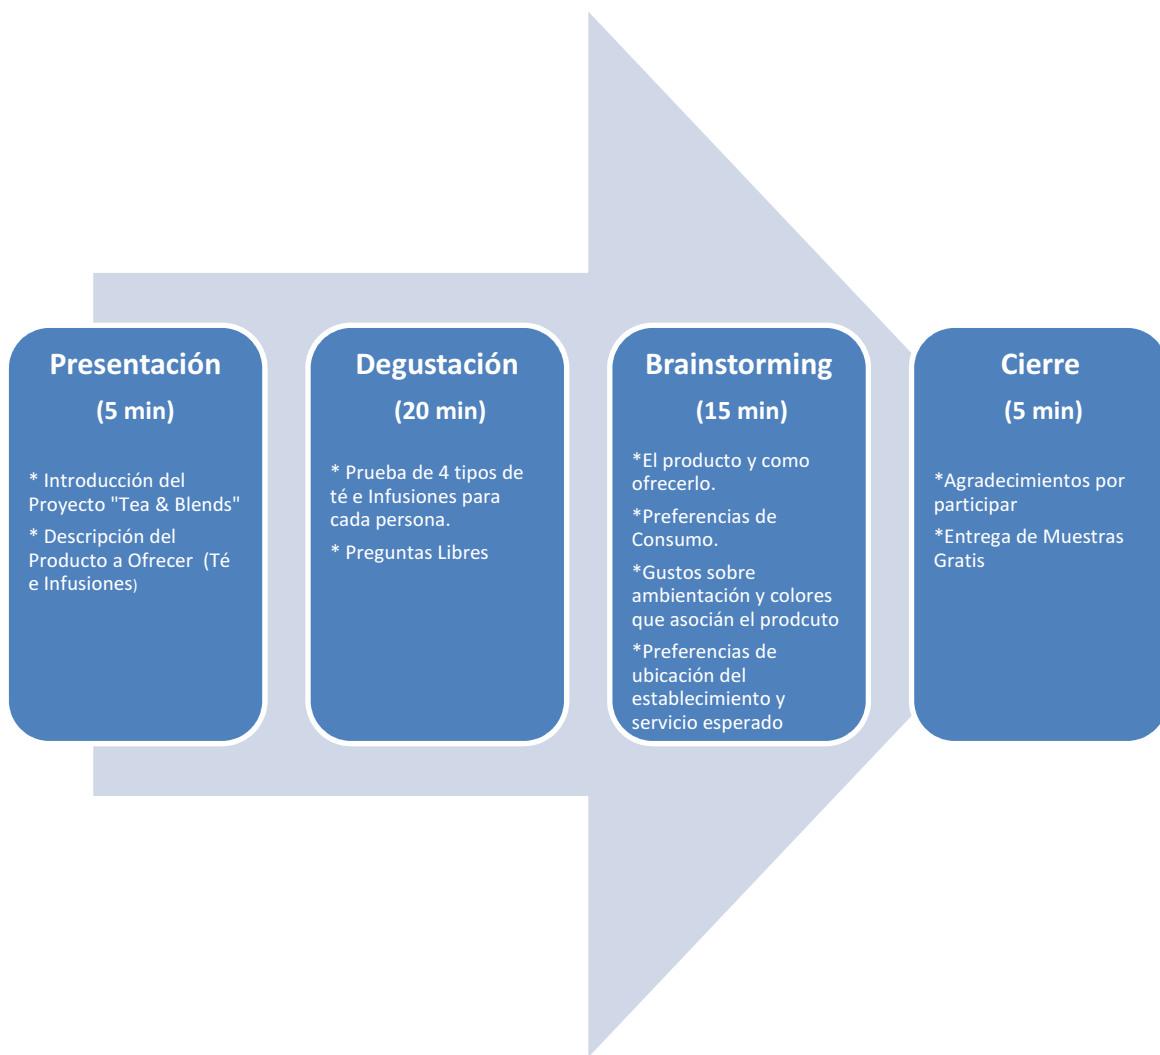 Presentación
(5 min)
* Introducción del
Proyecto "Tea & Blends"
* Descripción del
Producto a Ofrecer (Té
e Infusiones)
Degustación
(20 min)
* Prueba de 4 tipos de
té e Infusiones para
cada persona.
* Preguntas Libres
Brainstorming
(15 min)
*El producto y como
ofrecerlo.
*Preferencias de
Consumo.
*Gustos sobre
ambientación y colores
que asocián el prodcuto
*Preferencias de
ubicación del
establecimiento y
servicio esperado
Cierre
(5 min)
*Agradecimientos por
participar
*Entrega de Muestras
Gratis